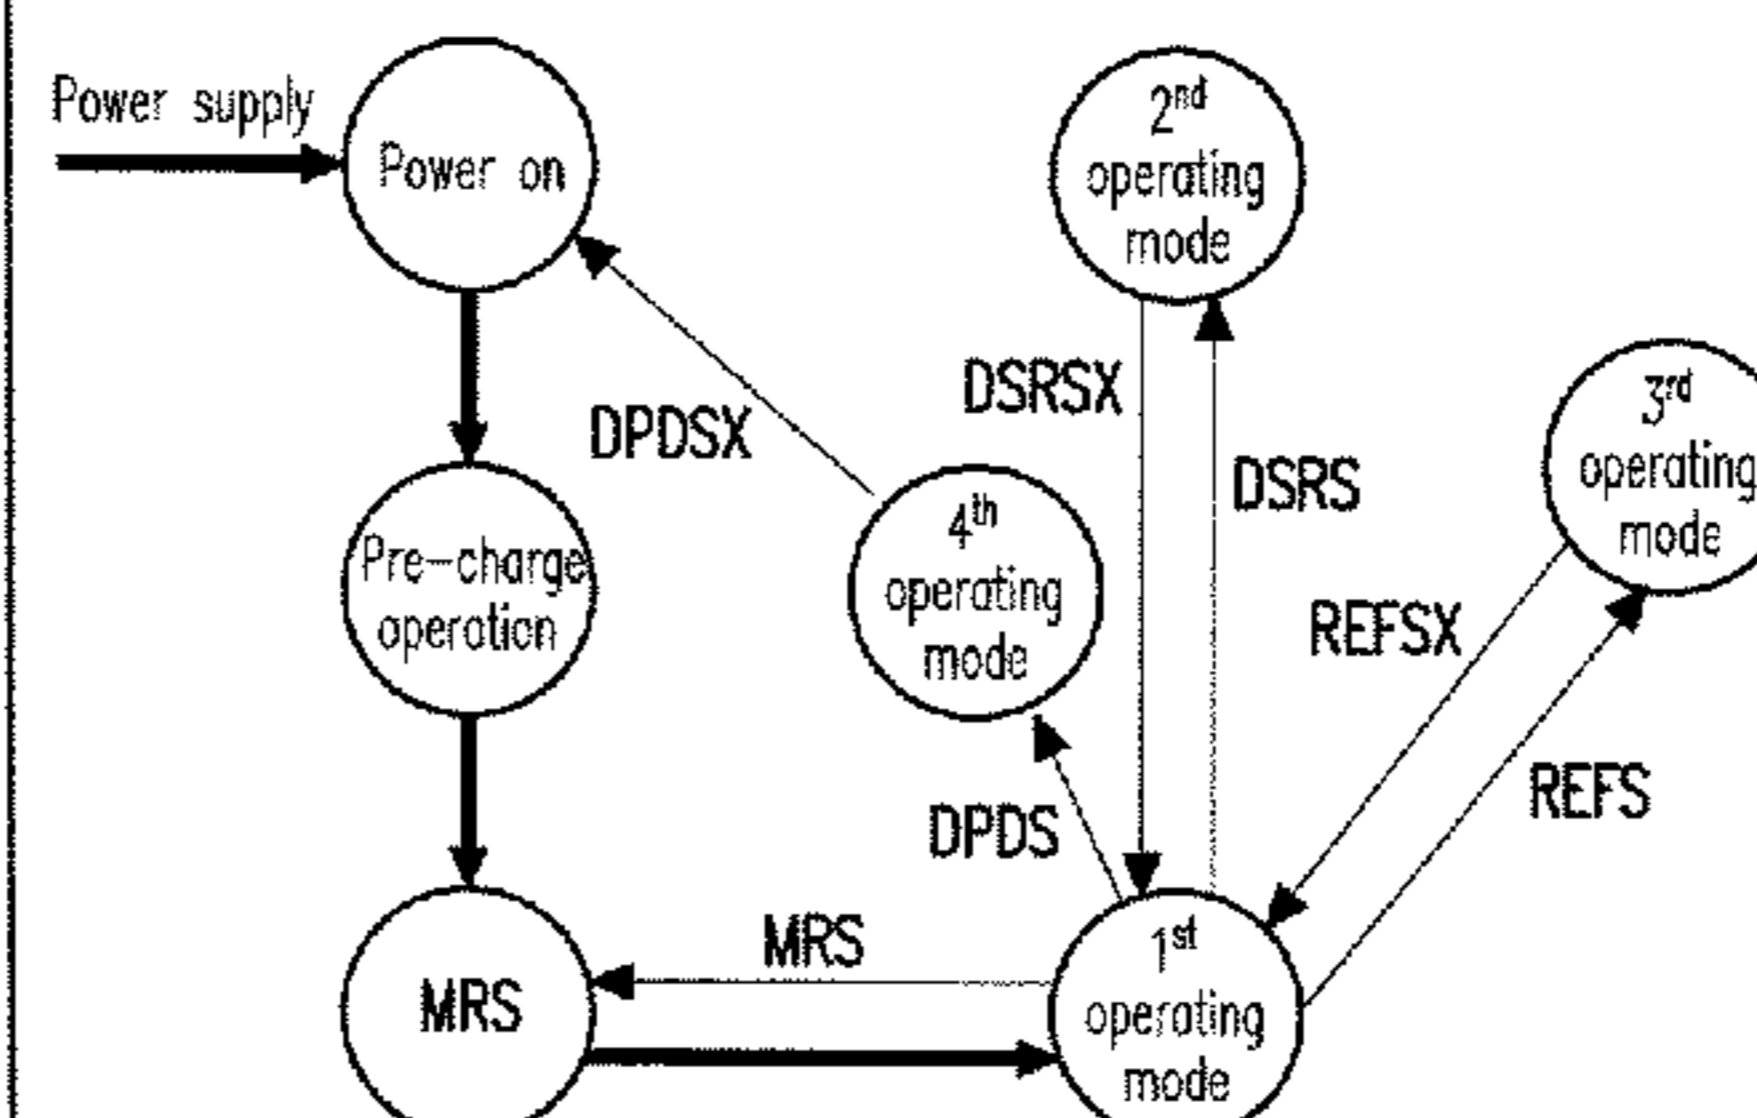 Power supply
Power on
2nd
operating
mode
DPDSX
DSRSX
DSRS
3rd
operating
mode
4th
operating
mode
Pre-charge
operation
REFSX
REFS
DPDS
MRS
MRS
1st
operating
mode